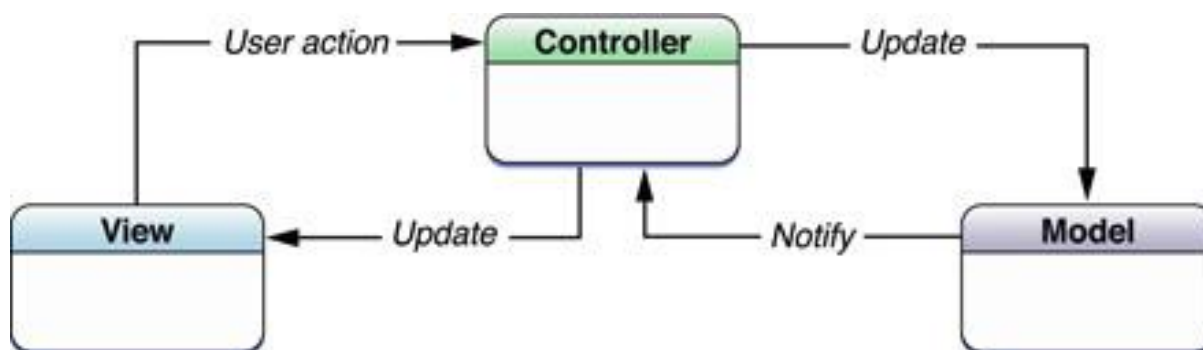 User action
Controller
Update
View
Update
Notify
Model